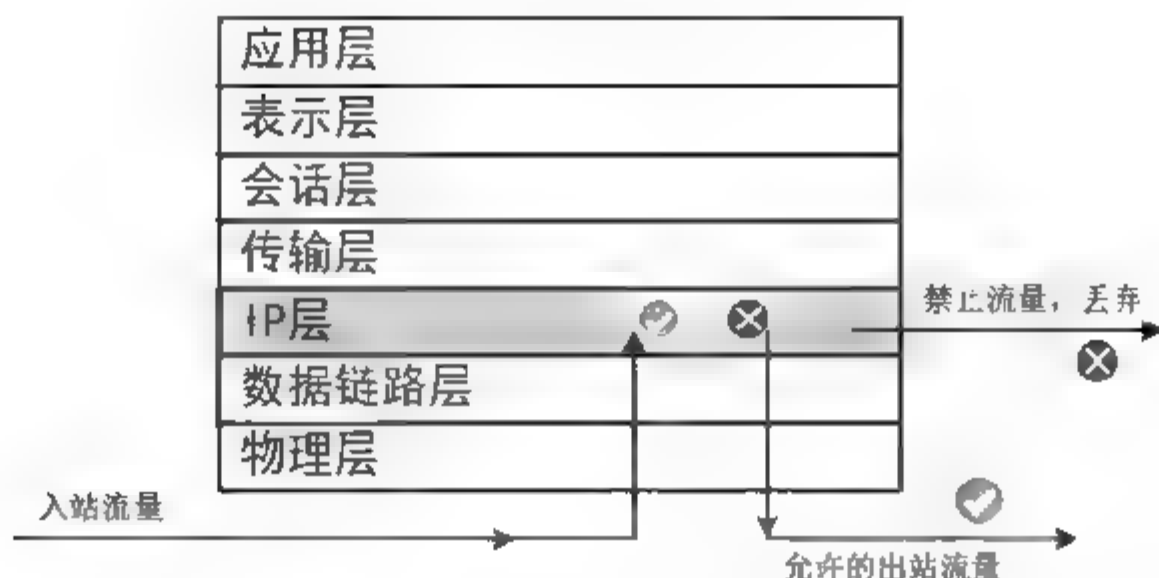 应用层
表示层
会话层
传输层
IP层
禁止流量，丢弃
数据链路层
物理层
入站流量
允许的出站流量